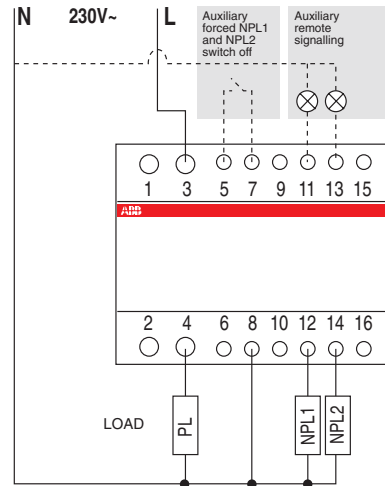 N 230V~ L
Auxiliary
forced NPL1
and NPL2
switch off
Auxiliary
remote
signalling
1 3 5 7 9 11 13 15
ABB
2 4 6 8 10 12 14 16
LOAD PL NPL1 NPL2